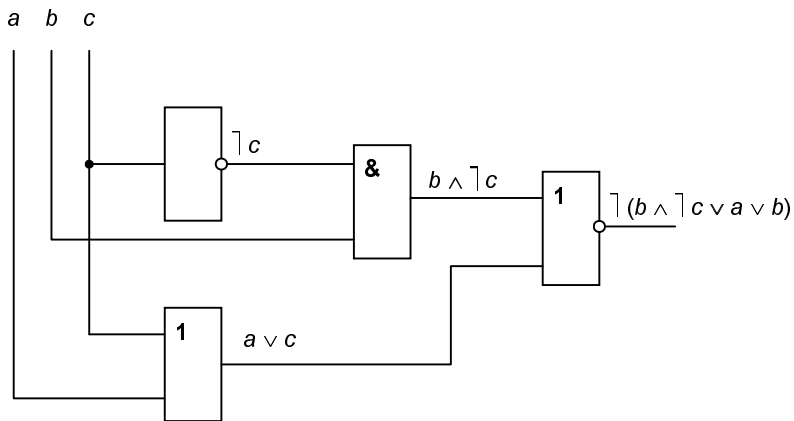 a b c
⏋c
&
b ∧ ⏋c
1
⏋(b ∧ ⏋c ∨ a ∨ b)
1
a ∨ c